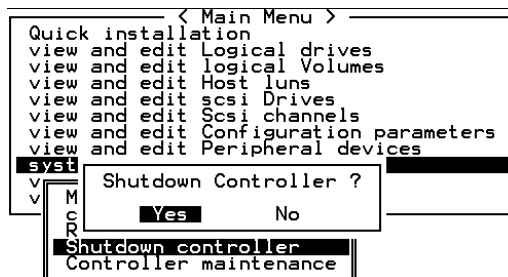 < Main Menu >
Quick installation
view and edit Logical drives
view and edit logical Volumes
view and edit Host luns
view and edit scsi Drives
view and edit Scsi channels
view and edit Configuration parameters
view and edit Peripheral devices
syst
v
v
M
Shutdown Controller ?
C
Yes No
R
Shutdown controller
Controller maintenance